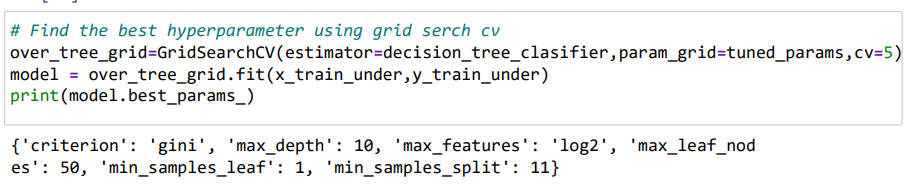 # Find the best hyperparameter using grid serch cv
over_tree_grid=GridSearchCV(estimator=decision_tree_clasifier,param_grid=tuned_params,cv=5)
model = over_tree_grid.fit(x_train_under,y_train_under)
print(model.best_params_)
{'criterion': 'gini', 'max_depth': 10, 'max_features': 'log2', 'max_leaf_nod
es': 50, 'min_samples_leaf': 1, 'min_samples_split': 11}